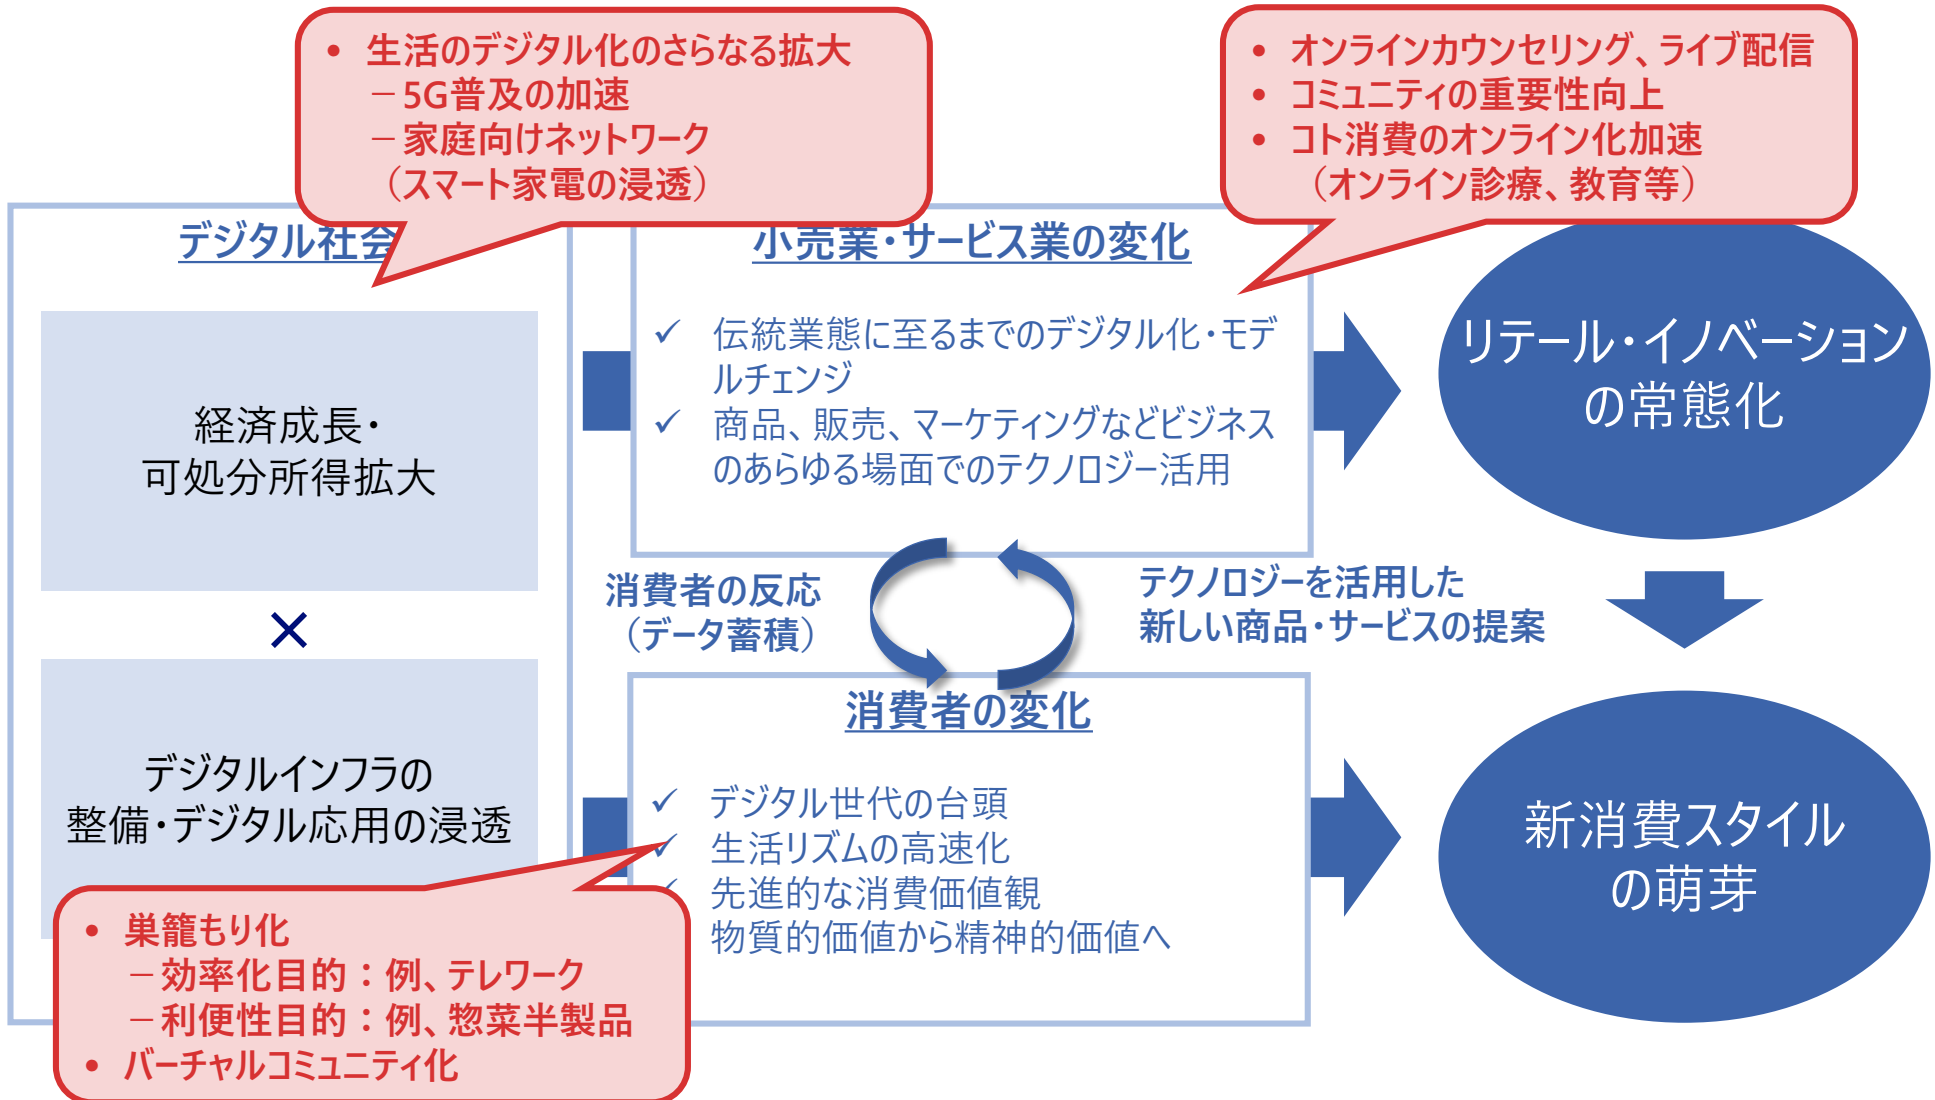 • 生活のデジタル化のさらなる拡大
－5G普及の加速
－家庭向けネットワーク
（スマート家電の浸透）
• オンラインカウンセリング、ライブ配信
• コミュニティの重要性向上
• コト消費のオンライン化加速
（オンライン診療、教育等）
デジタル社会
経済成長・
可処分所得拡大
×
デジタルインフラの
整備・デジタル応用の浸透
小売業・サービス業の変化
✓ 伝統業態に至るまでのデジタル化・モデ
ルチェンジ
✓ 商品、販売、マーケティングなどビジネス
のあらゆる場面でのテクノロジー活用
リテール・イノベーション
の常態化
消費者の反応
（データ蓄積）
テクノロジーを活用した
新しい商品・サービスの提案
消費者の変化
✓ デジタル世代の台頭
✓ 生活リズムの高速化
✓ 先進的な消費価値観
物質的価値から精神的価値へ
新消費スタイル
の萌芽
• 巣籠もり化
－効率化目的：例、テレワーク
－利便性目的：例、惣菜半製品
• バーチャルコミュニティ化